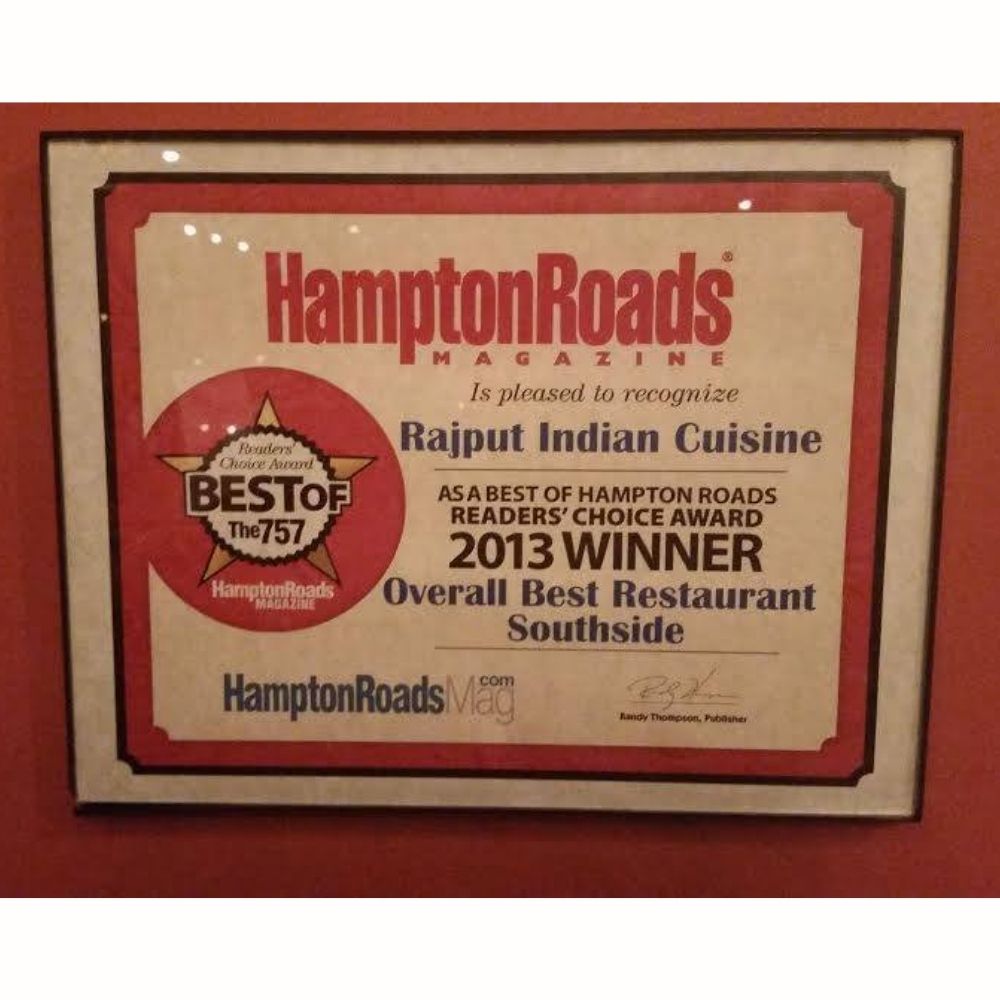 HamptonRoads®
MAGAZINE
Is pleased to recognize
Rajput Indian Cuisine
AS A BEST OF HAMPTON ROADS
READERS' CHOICE AWARD
2013 WINNER
Overall Best Restaurant
Southside
Readers'
Choice Award
BEST OF
The 757
HamptonRoads
MAGAZINE
HamptonRoadsMag.com
Randy Thompson, Publisher